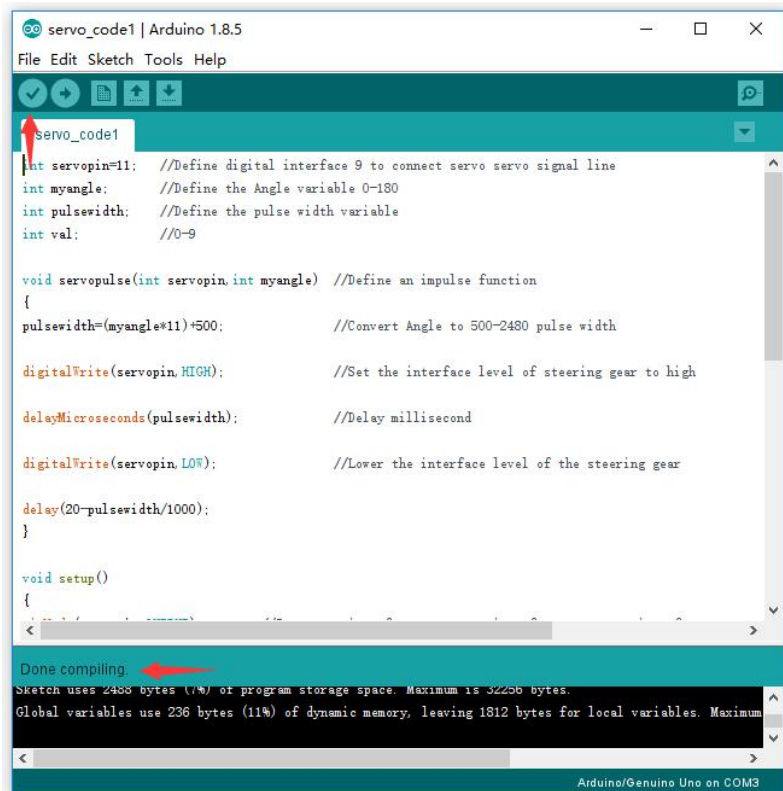 servo_code1 | Arduino 1.8.5
File Edit Sketch Tools Help
servo_code1
int servopin=11; //Define digital interface 9 to connect servo servo signal line
int myangle; //Define the Angle variable 0-180
int pulsewidth; //Define the pulse width variable
int val; //0-9
void servopulse(int servopin,int myangle) //Define an impulse function
{
pulsewidth=(myangle*11)+500; //Convert Angle to 500-2480 pulse width
digitalWrite(servopin,HIGH); //Set the interface level of steering gear to high
delayMicroseconds(pulsewidth); //Delay millisecond
digitalWrite(servopin,LOW); //Lower the interface level of the steering gear
delay(20-pulsewidth/1000);
}
void setup()
{
Done compiling.
Sketch uses 2488 bytes (7%) of program storage space. Maximum is 32256 bytes.
Global variables use 236 bytes (11%) of dynamic memory, leaving 1812 bytes for local variables. Maximum
Arduino/Genuino Uno on COM3